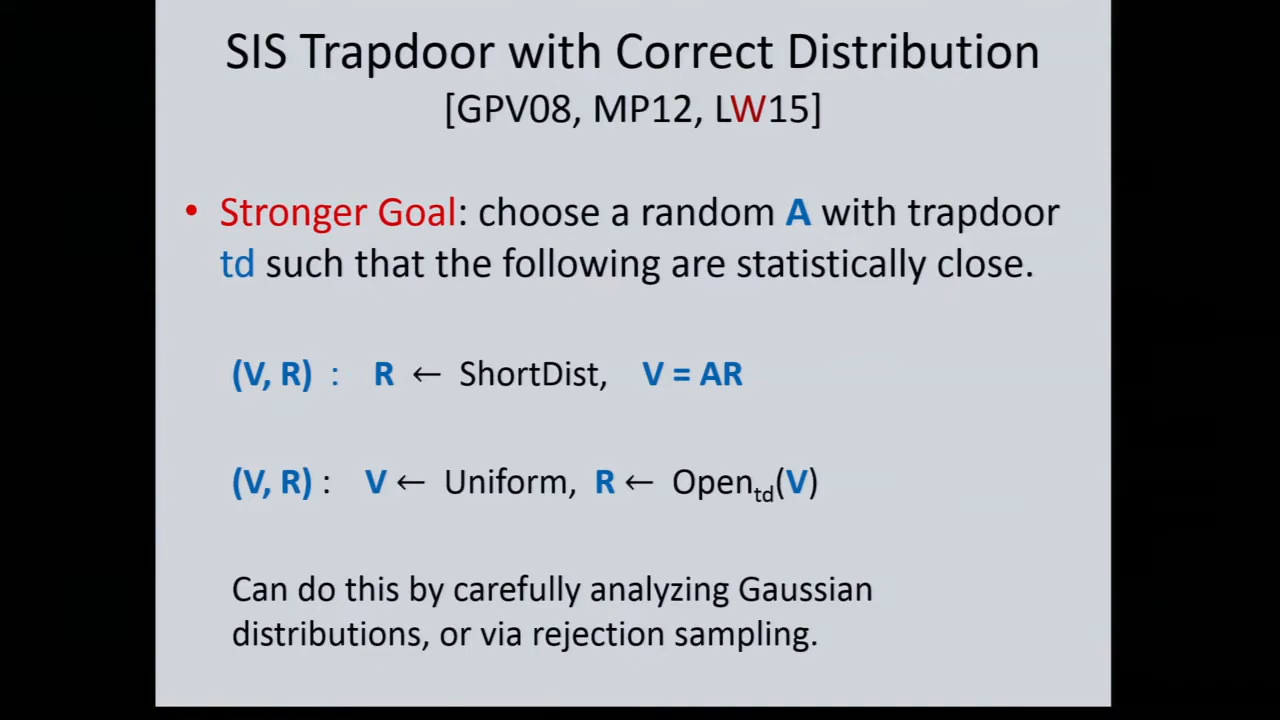 SIS Trapdoor with Correct Distribution
[GPV08, MP12, LW15]
• Stronger Goal: choose a random A with trapdoor
td such that the following are statistically close.
(V, R) : R ← ShortDist, V = AR
(V, R) : V ← Uniform, R ← Open_td(V)
Can do this by carefully analyzing Gaussian
distributions, or via rejection sampling.